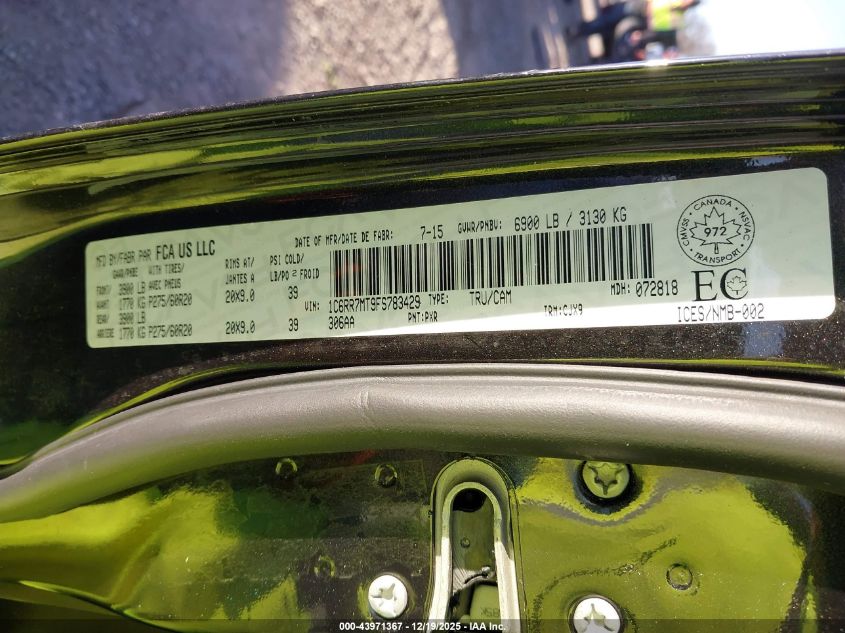 MFD BY/FABR PAR FCA US LLC
DATE OF MFR/DATE DE FABR: 7-15 GVWR/PNBV: 6900 LB / 3130 KG
GAWR/PNBE WITH TIRES/ RIMS AT/ PSI COLD/
AVEC PNEUS JANTES A LB/PO = FROID
3900 LB
AVANT 1770 KG P275/60R20 20X9.0 39
REAR/ 3900 LB
ARRIERE 1770 KG P275/60R20 20X9.0 39
VIN: 1C6RR7MT9FS783429 TYPE: TRU/CAM MDH: 072818
306AA PNT: PXR TRM: CJX9
CMVSS CANADA NSVAC
972
TRANSPORT
EC
ICES/NMB-002
000-43971367 - 12/19/2025 - IAA Inc.